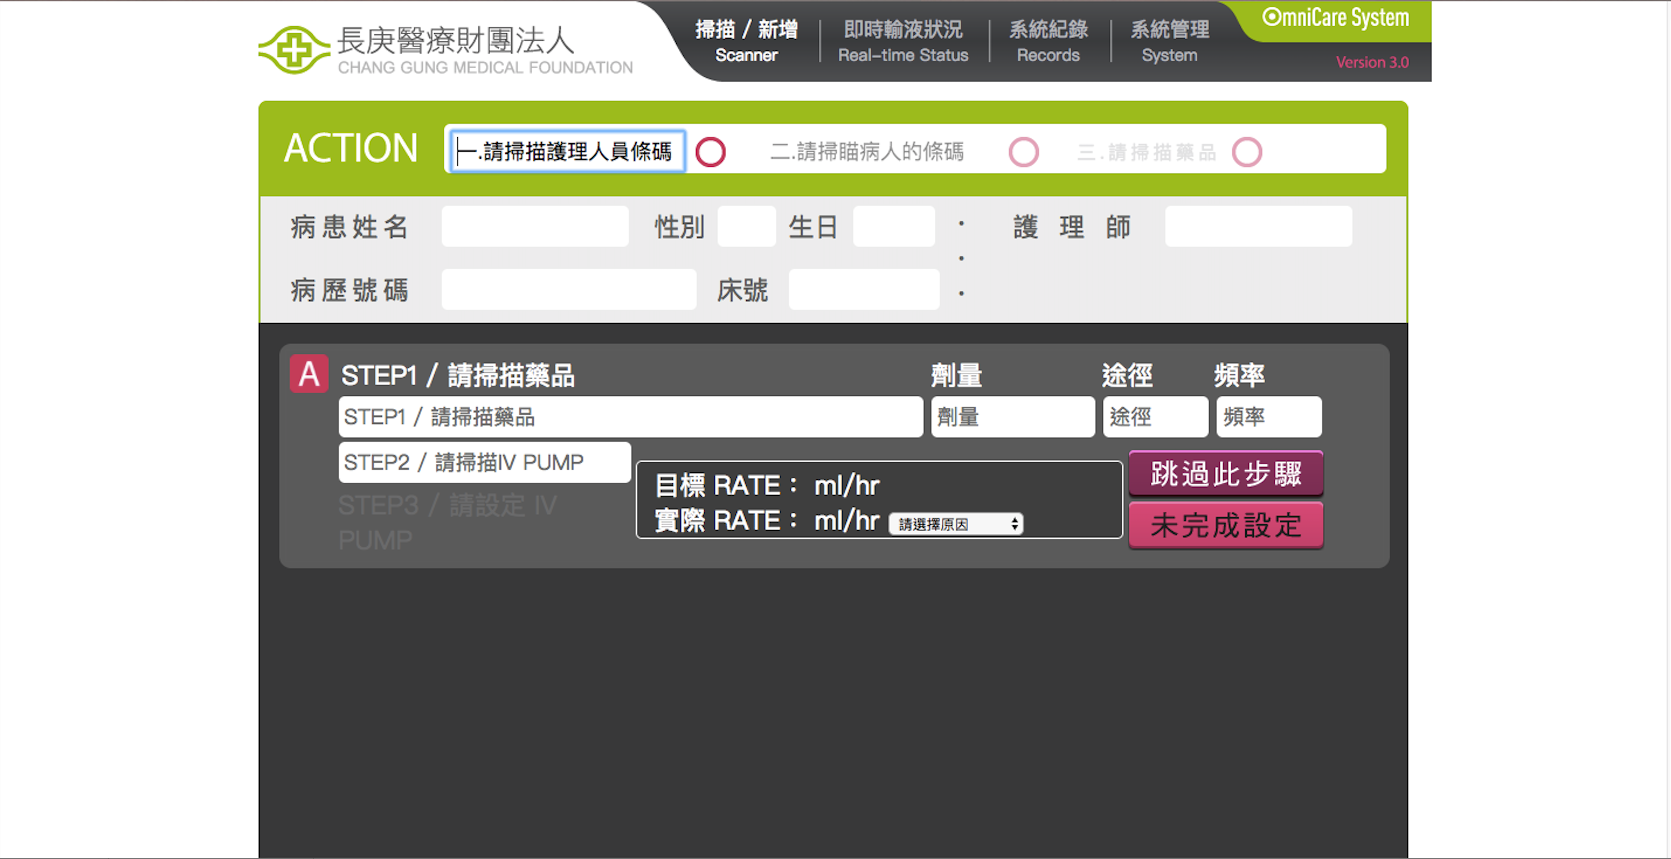 長庚醫療財團法人
CHANG GUNG MEDICAL FOUNDATION
掃描 / 新增
Scanner
即時輸液狀況
Real-time Status
系統紀錄
Records
系統管理
System
OmniCare System
Version 3.0
ACTION
一.請掃描護理人員條碼
二.請掃瞄病人的條碼
三.請掃描藥品
病患姓名
性別
生日
護理師
病歷號碼
床號
A
STEP1 / 請掃描藥品
劑量
途徑
頻率
STEP1 / 請掃描藥品
劑量
途徑
頻率
STEP2 / 請掃描IV PUMP
STEP3 / 請設定 IV
PUMP
目標 RATE： ml/hr
實際 RATE： ml/hr
請選擇原因
跳過此步驟
未完成設定